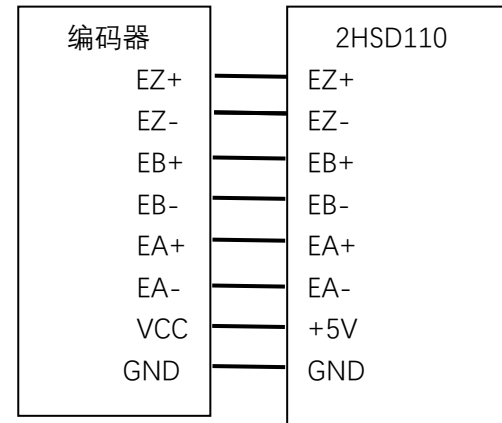 编码器 2HSD110
EZ+ EZ+
EZ- EZ-
EB+ EB+
EB- EB-
EA+ EA+
EA- EA-
VCC +5V
GND GND